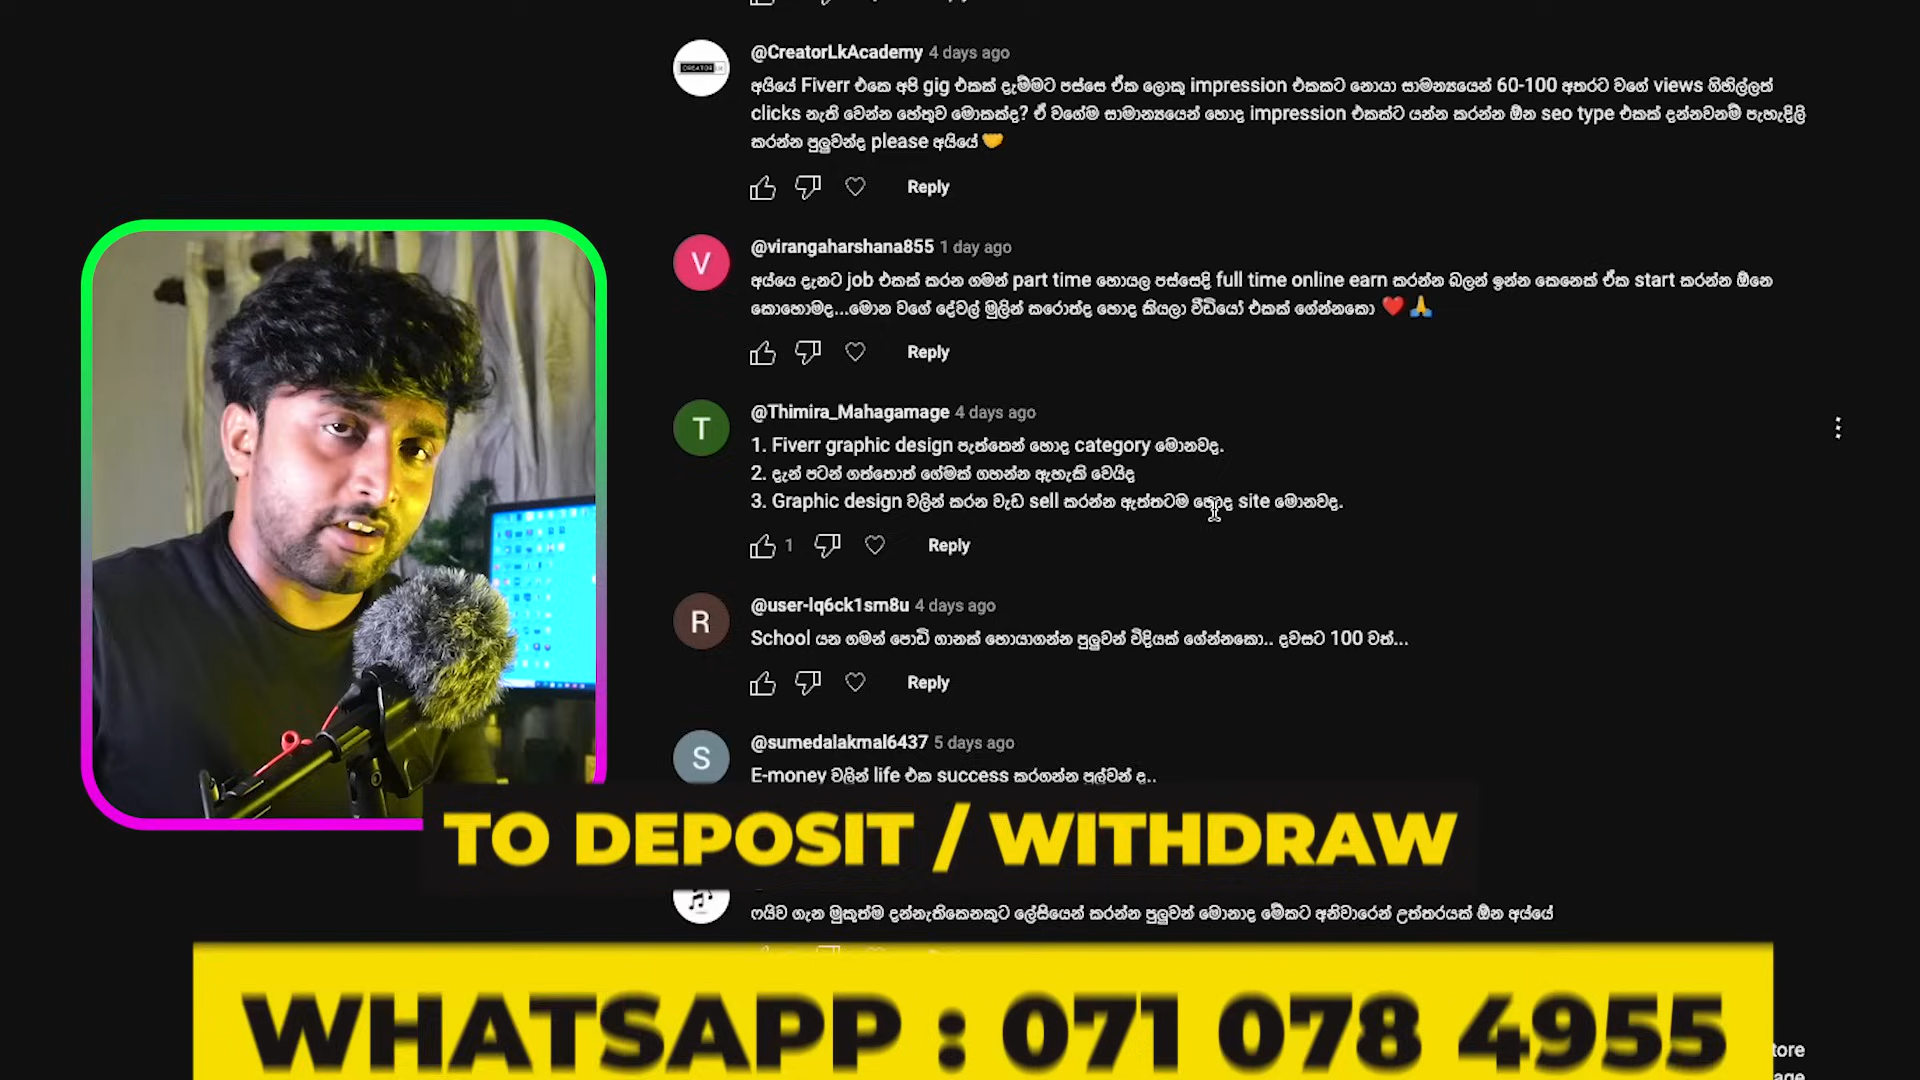 @CreatorLkAcademy 4 days ago
අයියේ Fiverr එකෙ අපි gig එකක් දැම්මට පස්සෙ ඒක ලොකු impression එකකට නොයා සාමන්‍යයෙන් 60-100 අතරට වගේ views ගිහිල්ලත්
clicks නැති වෙන්න හේතුව මොකක්ද? ඒ වගේම සාමාන්‍යයෙන් හොද impression එකක්ට යන්න කරන්න ඕන seo type එකක් දන්නවනම් පැහැදිලි
කරන්න පුලුවන්ද please අයියේ 🤝
Reply
V
@virangaharshana855 1 day ago
අය්යෙ දැනට job එකක් කරන ගමන් part time හොයල පස්සෙදි full time online earn කරන්න බලන් ඉන්න කෙනෙක් ඒක start කරන්න ඕනෙ
කොහොමද...මොන වගේ දේවල් මුලින් කරොත්ද හොද කියලා වීඩියෝ එකක් ගේන්නකො ❤️ 🙏
Reply
T
@Thimira_Mahagamage 4 days ago
1. Fiverr graphic design පැත්තෙන් හොද category මොනවද.
2. දැන් පටන් ගත්තොත් ගේමක් ගහන්න ඇහැකි වෙයිද
3. Graphic design වලින් කරන වැඩ sell කරන්න ඇත්තටම හොද site මොනවද.
1 Reply
R
@user-lq6ck1sm8u 4 days ago
School යන ගමන් පොඩි ගානක් හොයාගන්න පුලුවන් විදියක් ගේන්නකො.. දවසට 100 වත්...
Reply
S
@sumedalakmal6437 5 days ago
E-money වලින් life එක success කරගන්න පුල්වන් ද..
TO DEPOSIT / WITHDRAW
ෆයිව ගැන මුකුත්ම දන්නැතිකෙනකුට ලේසියෙන් කරන්න පුලුවන් මොනාද මේකට අනිවාරෙන් උත්තරයක් ඕන අය්යේ
WHATSAPP : 071 078 4955